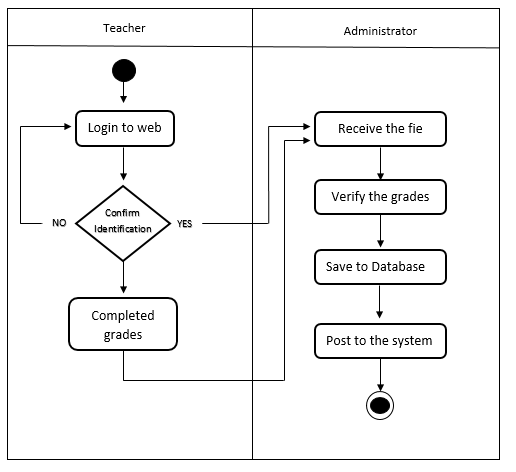 Teacher
Administrator
Login to web
Receive the fie
Confirm
Identification
NO
YES
Verify the grades
Save to Database
Completed
grades
Post to the system